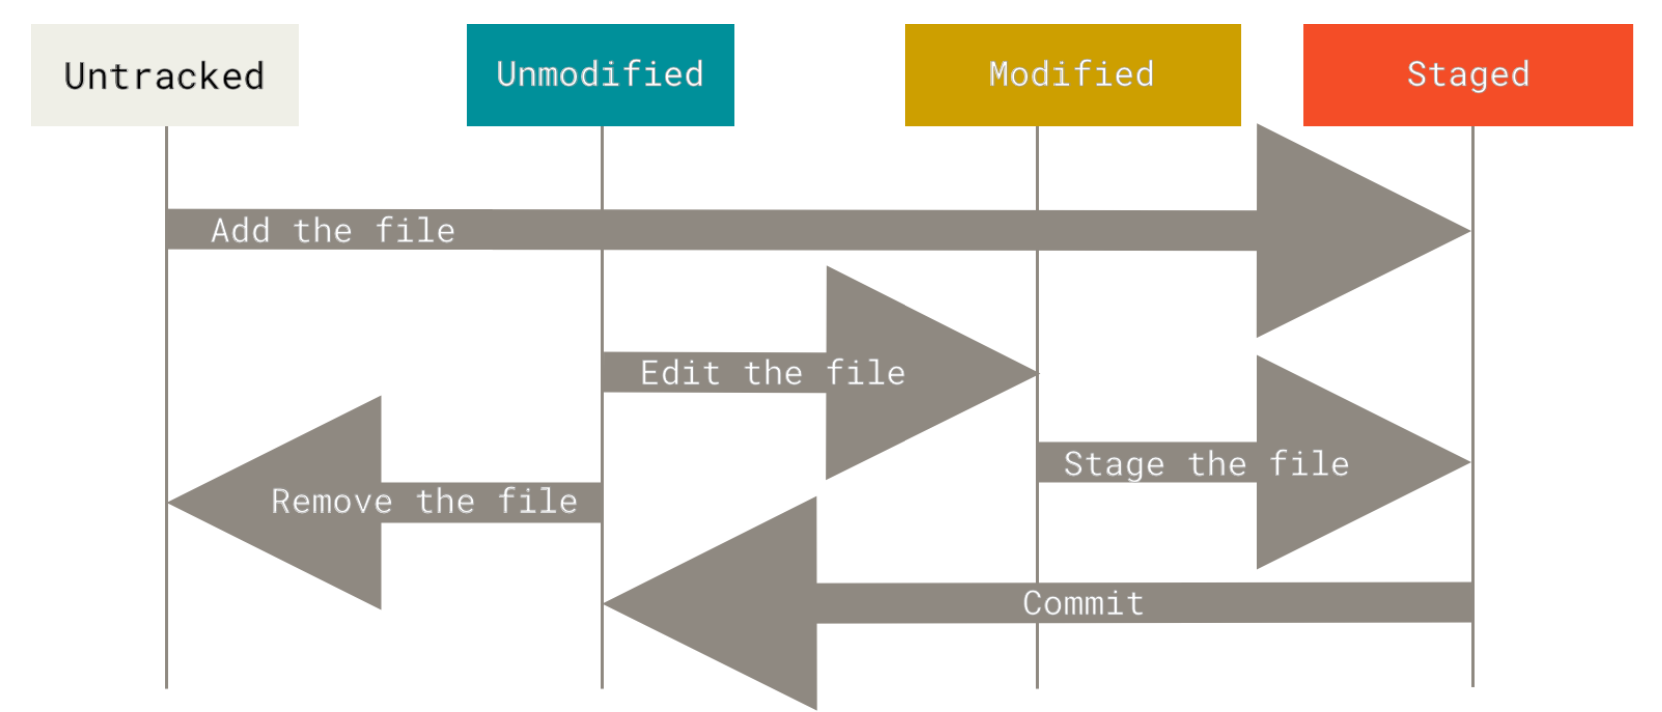 Untracked
Unmodified
Modified
Staged
Add the file
Edit the file
Stage the file
Remove the file
Commit